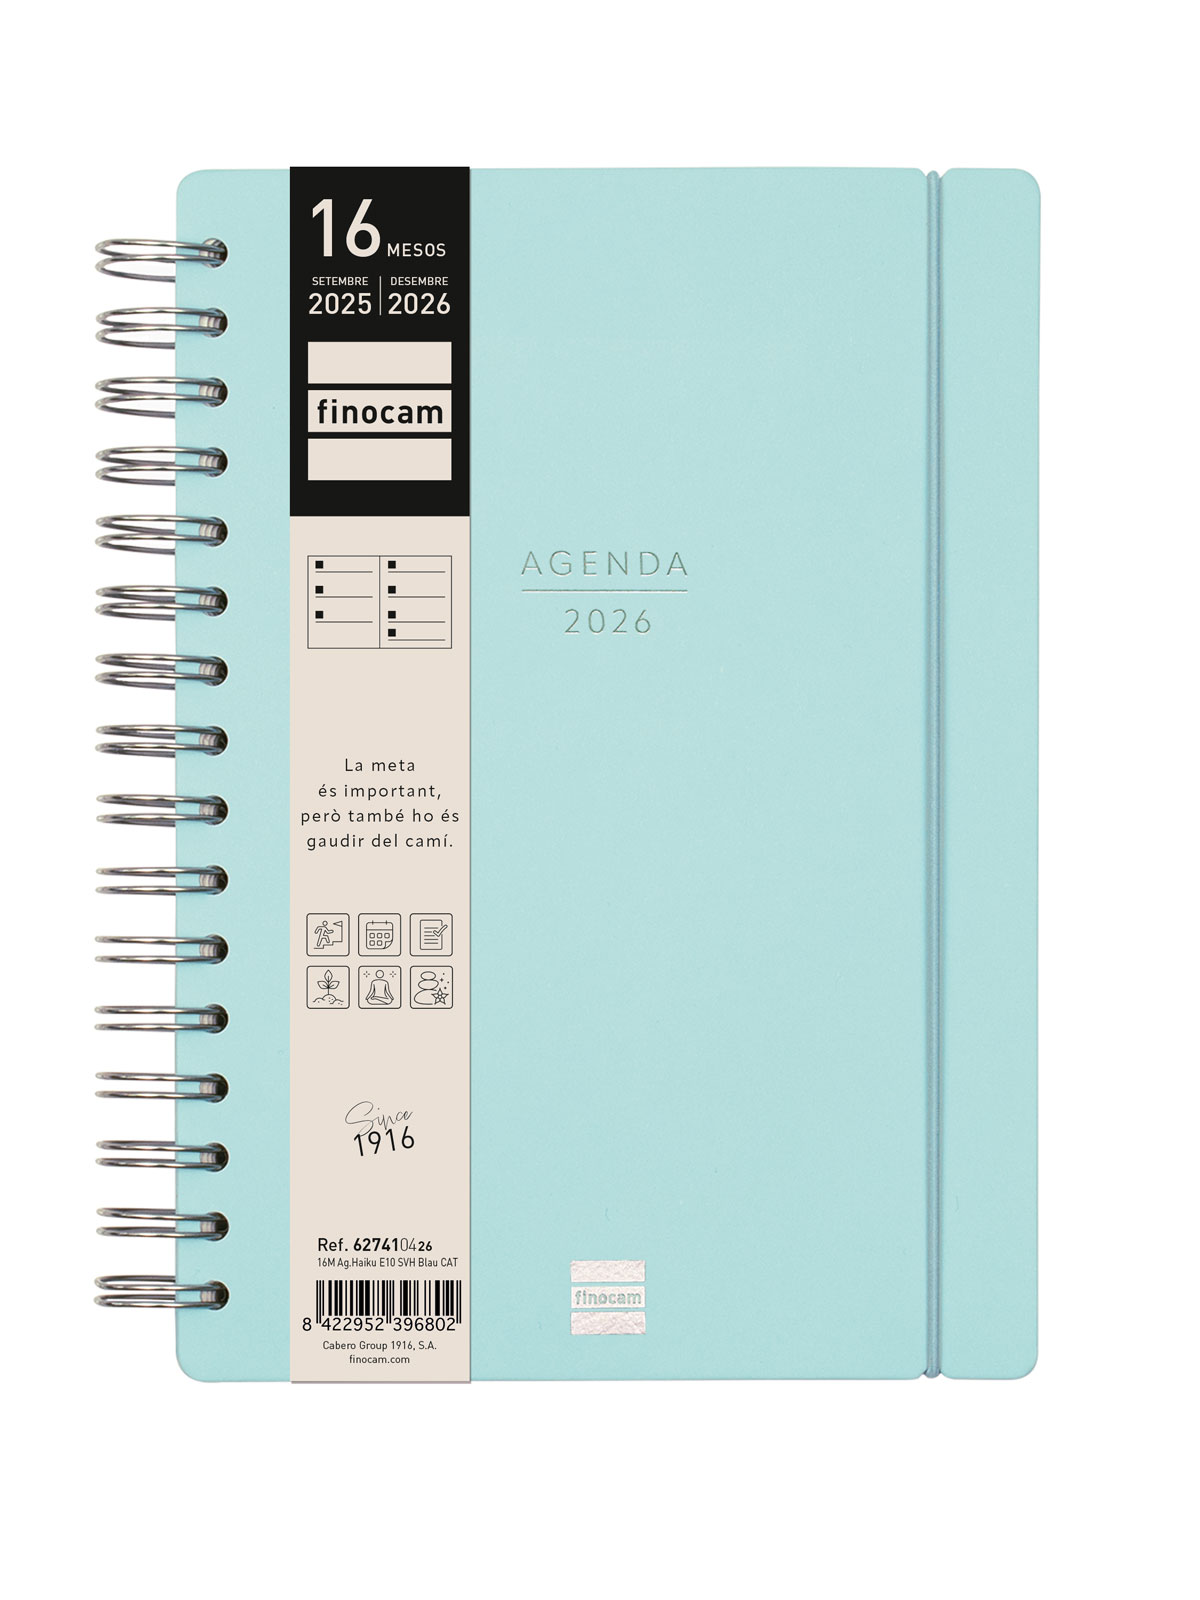 16 MESOS
SETEMBRE DESEMBRE
2025 2026
finocam
AGENDA
2026
La meta
és important,
però també ho és
gaudir del camí.
Since
1916
Ref. 627410426
16M Ag.Haiku E10 SVH Blau CAT
8 422952 396802
Cabero Group 1916, S.A.
finocam.com
finocam